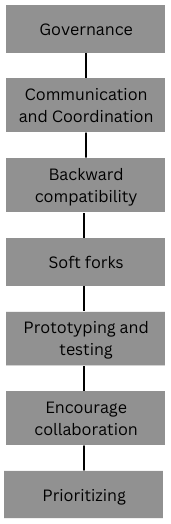 Governance
Communication
and Coordination
Backward
compatibility
Soft forks
Prototyping and
testing
Encourage
collaboration
Prioritizing